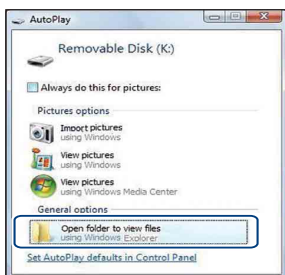 AutoPlay
Removable Disk (K:)
Always do this for pictures:
Pictures options
Import pictures
using Windows
View pictures
using Windows
View pictures
using Windows Media Center
General options
Open folder to view files
using Windows Explorer
Set AutoPlay defaults in Control Panel